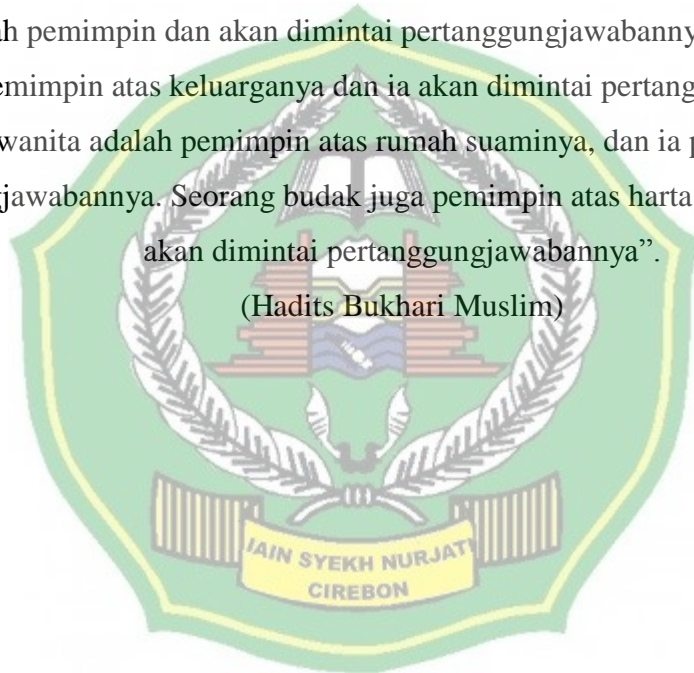 ah pemimpin dan akan dimintai pertanggungjawabanny
emimpin atas keluarganya dan ia akan dimintai pertang
wanita adalah pemimpin atas rumah suaminya, dan ia p
jawabannya. Seorang budak juga pemimpin atas harta
akan dimintai pertanggungjawabannya”.
(Hadits Bukhari Muslim)
IAIN SYEKH NURJATI
CIREBON